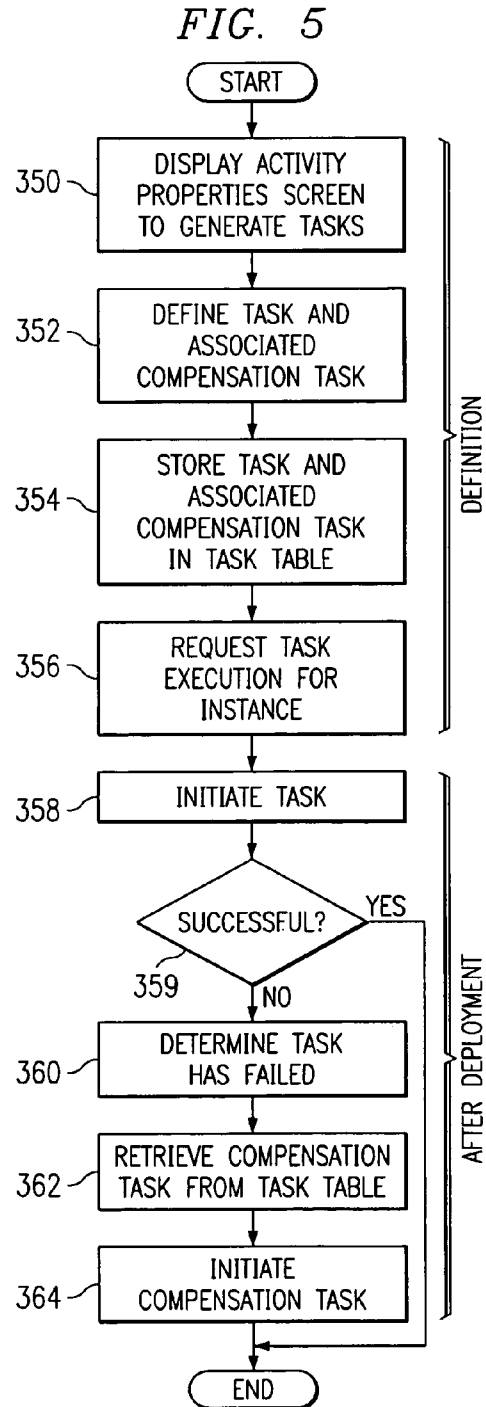 FIG. 5
START
350
DISPLAY ACTIVITY
PROPERTIES SCREEN
TO GENERATE TASKS
352
DEFINE TASK AND
ASSOCIATED
COMPENSATION TASK
354
STORE TASK AND
ASSOCIATED
COMPENSATION TASK
IN TASK TABLE
356
REQUEST TASK
EXECUTION FOR
INSTANCE
DEFINITION
358
INITIATE TASK
SUCCESSFUL?
YES
359
NO
360
DETERMINE TASK
HAS FAILED
362
RETRIEVE COMPENSATION
TASK FROM TASK TABLE
364
INITIATE
COMPENSATION TASK
AFTER DEPLOYMENT
END